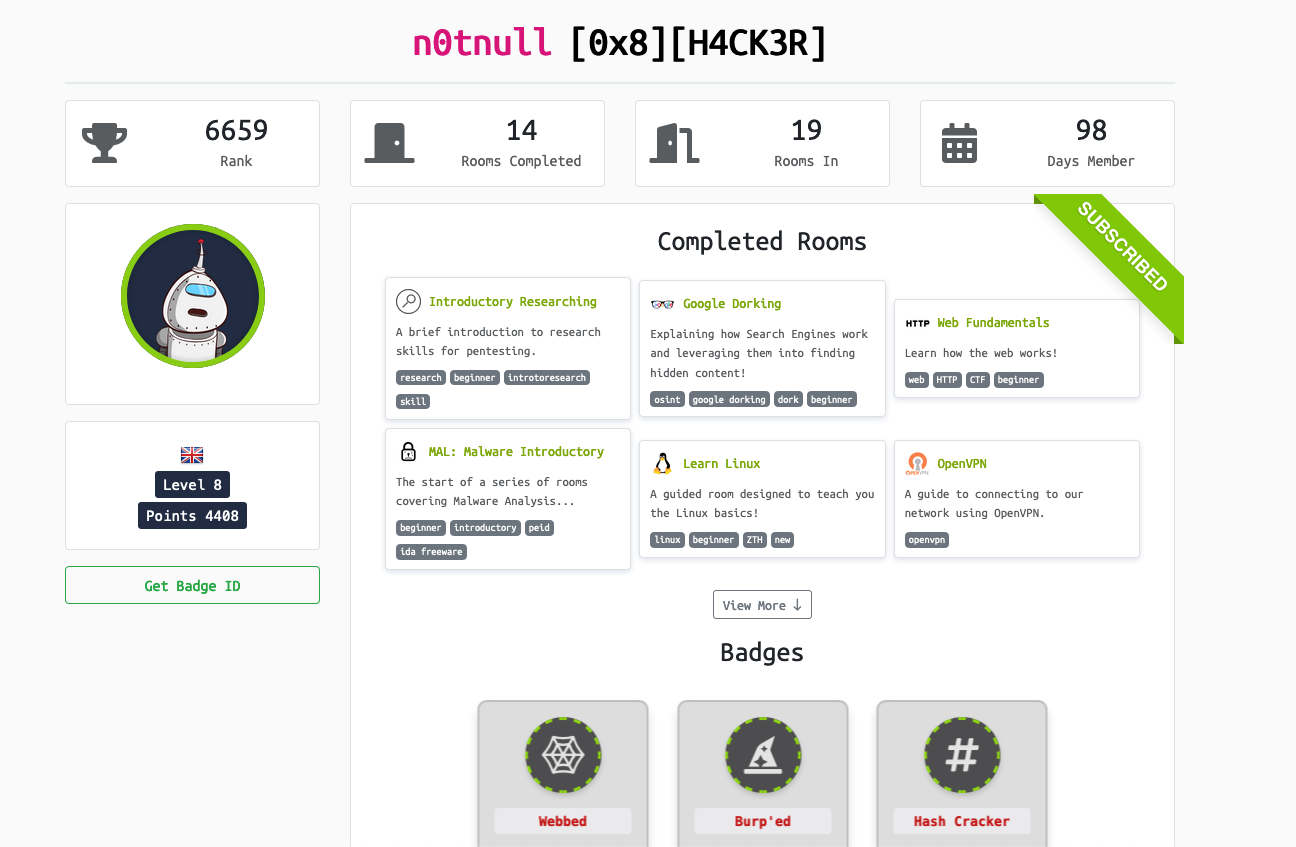 n0tnull [0x8][H4CK3R]
6659
Rank
14
Rooms Completed
19
Rooms In
98
Days Member
SUBSCRIBED
Level 8
Points 4408
Get Badge ID
Completed Rooms
Introductory Researching
A brief introduction to research
skills for pentesting.
research beginner introtoresearch
skill
Google Dorking
Explaining how Search Engines work
and leveraging them into finding
hidden content!
osint google dorking dork beginner
HTTP Web Fundamentals
Learn how the web works!
web HTTP CTF beginner
MAL: Malware Introductory
The start of a series of rooms
covering Malware Analysis...
beginner introductory peid
ida freeware
Learn Linux
A guided room designed to teach you
the Linux basics!
linux beginner ZTH new
OPENVPN OpenVPN
A guide to connecting to our
network using OpenVPN.
openvpn
View More ↓
Badges
#
Webbed
Burp'ed
Hash Cracker